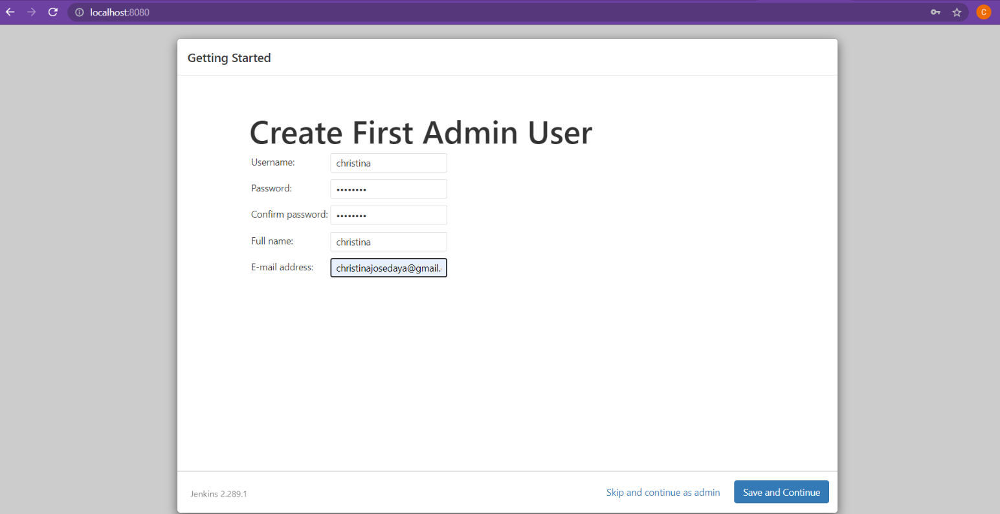 localhost:8080
C
Getting Started
Create First Admin User
Username: christina
Password: ••••••••
Confirm password: ••••••••
Full name: christina
E-mail address: christinajosedaya@gmail.
Jenkins 2.289.1 Skip and continue as admin Save and Continue